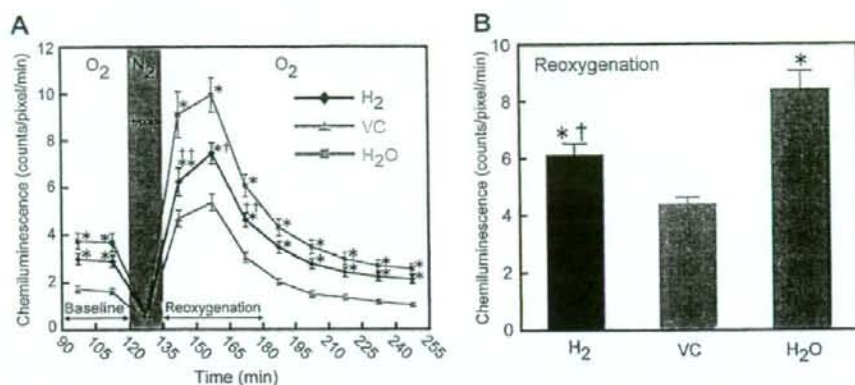 A
12
10
8
6
4
2
0
Chemiluminescence (counts/pixel/min)
O2 N2 O2
H2
VC
H2O
Baseline Reoxygenation
90 105 120 135 150 165 180 195 210 225 240 255
Time (min)
* * * *
* * * *
†† ** *† ††
* * * * * *
* * * * *
B
10
8
6
4
2
0
Chemiluminescence (counts/pixel/min)
Reoxygenation
*† *
H2 VC H2O